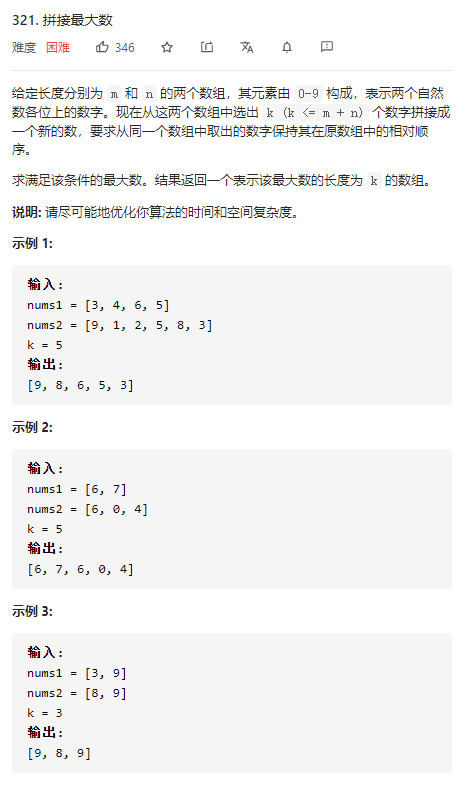 321. 拼接最大数
难度 困难 346
给定长度分别为 m 和 n 的两个数组，其元素由 0-9 构成，表示两个自然
数各位上的数字。现在从这两个数组中选出 k (k <= m + n) 个数字拼接成
一个新的数，要求从同一个数组中取出的数字保持其在原数组中的相对顺
序。
求满足该条件的最大数。结果返回一个表示该最大数的长度为 k 的数组。
说明: 请尽可能地优化你算法的时间和空间复杂度。
示例 1:
输入:
nums1 = [3, 4, 6, 5]
nums2 = [9, 1, 2, 5, 8, 3]
k = 5
输出:
[9, 8, 6, 5, 3]
示例 2:
输入:
nums1 = [6, 7]
nums2 = [6, 0, 4]
k = 5
输出:
[6, 7, 6, 0, 4]
示例 3:
输入:
nums1 = [3, 9]
nums2 = [8, 9]
k = 3
输出:
[9, 8, 9]